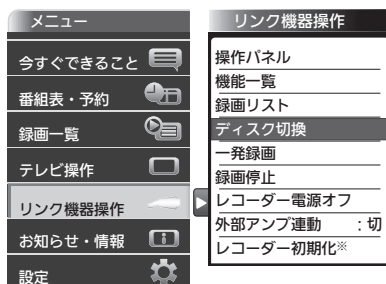 メニュー
今すぐできること
番組表・予約
録画一覧
テレビ操作
リンク機器操作
お知らせ・情報
設定
リンク機器操作
操作パネル
機能一覧
録画リスト
ディスク切換
一発録画
録画停止
レコーダー電源オフ
外部アンプ連動 :切
レコーダー初期化※